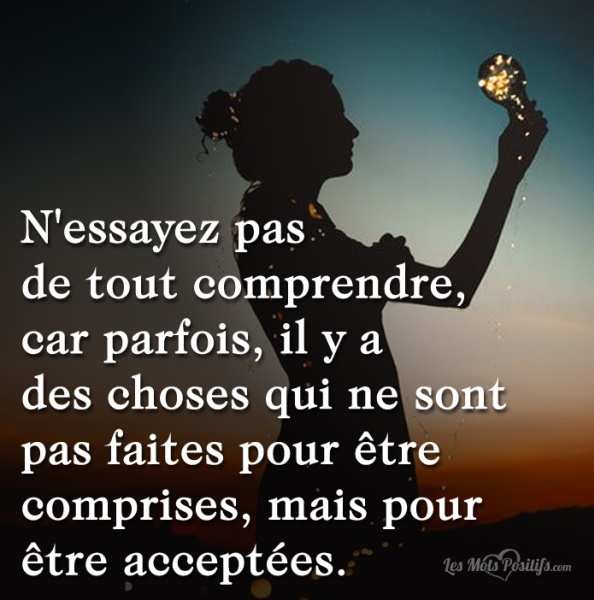 N'essayez pas
de tout comprendre,
car parfois, il y a
des choses qui ne sont
pas faites pour être
comprises, mais pour
être acceptées.
Les Mots Positifs.com